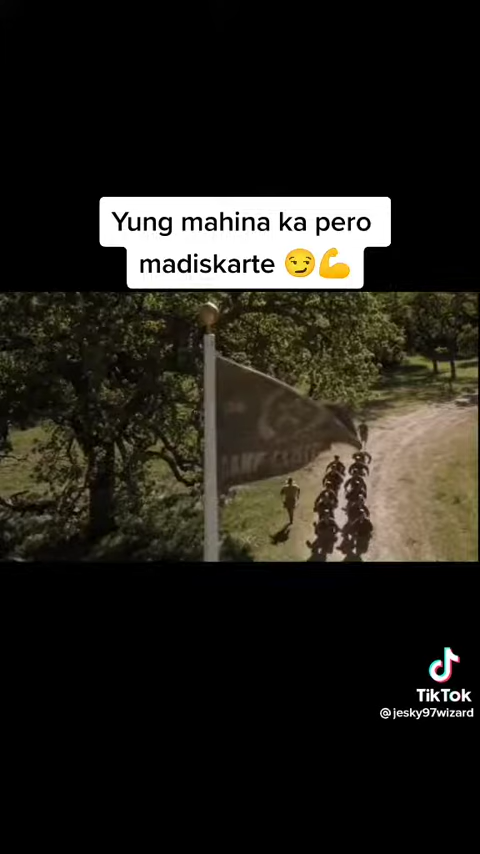 Yung mahina ka pero
madiskarte 😏💪
TikTok
@jesky97wizard